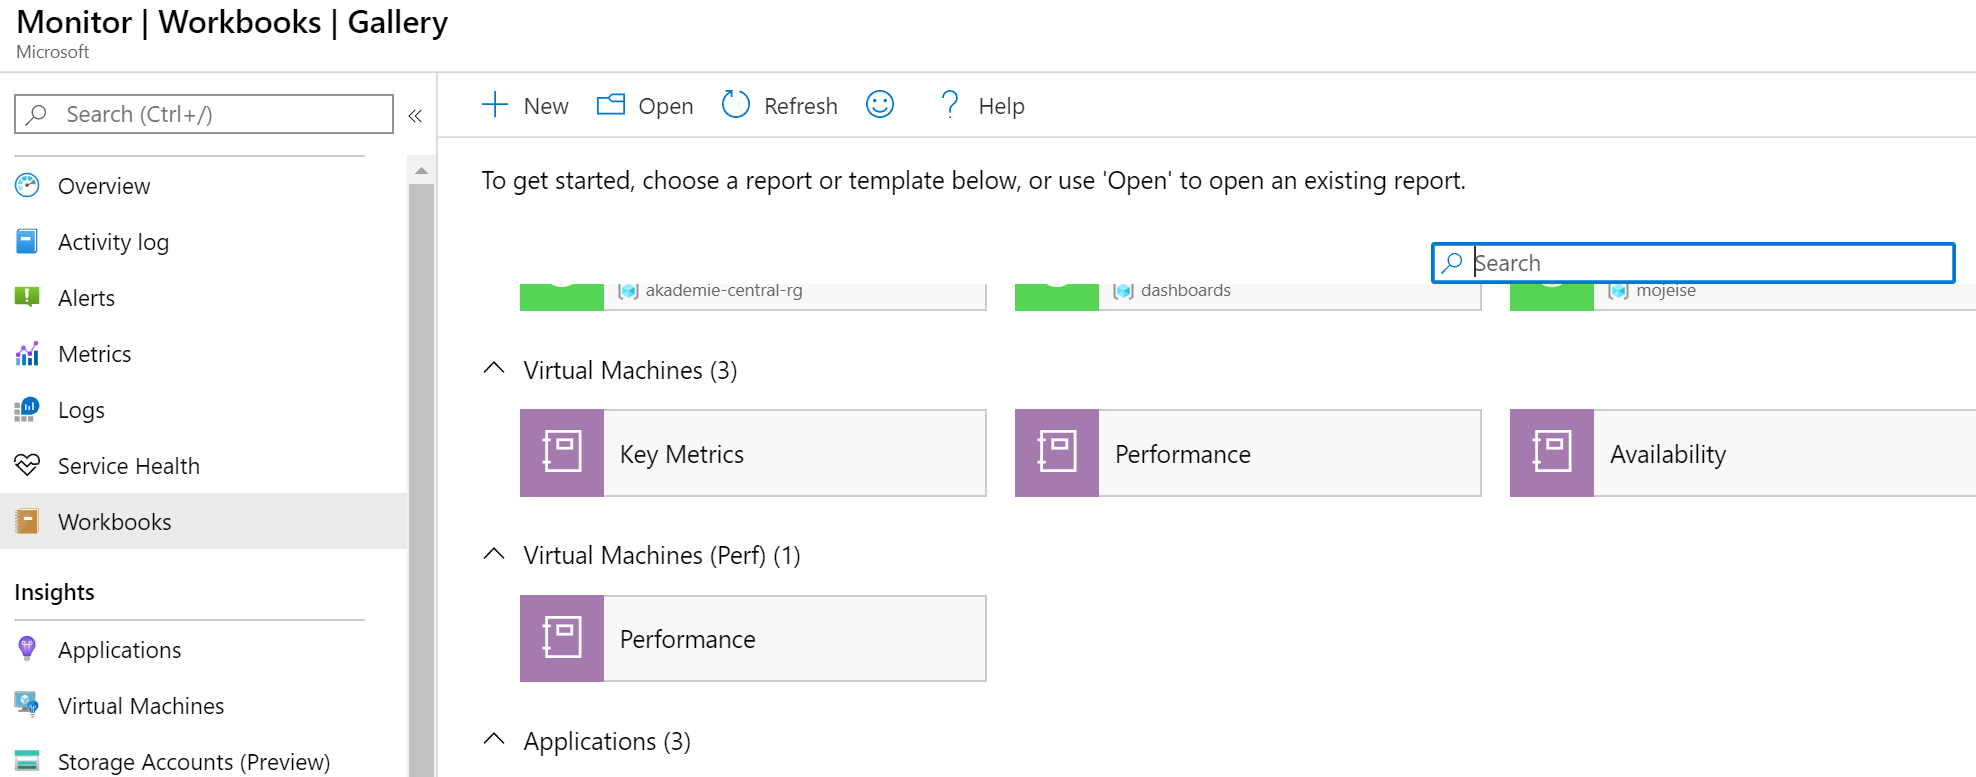 Monitor | Workbooks | Gallery
Microsoft
Search (Ctrl+/)
«
Overview
Activity log
Alerts
Metrics
Logs
Service Health
Workbooks
Insights
Applications
Virtual Machines
Storage Accounts (Preview)
New Open Refresh Help
To get started, choose a report or template below, or use 'Open' to open an existing report.
Search
akademie-central-rg dashboards mojeise
Virtual Machines (3)
Key Metrics Performance Availability
Virtual Machines (Perf) (1)
Performance
Applications (3)